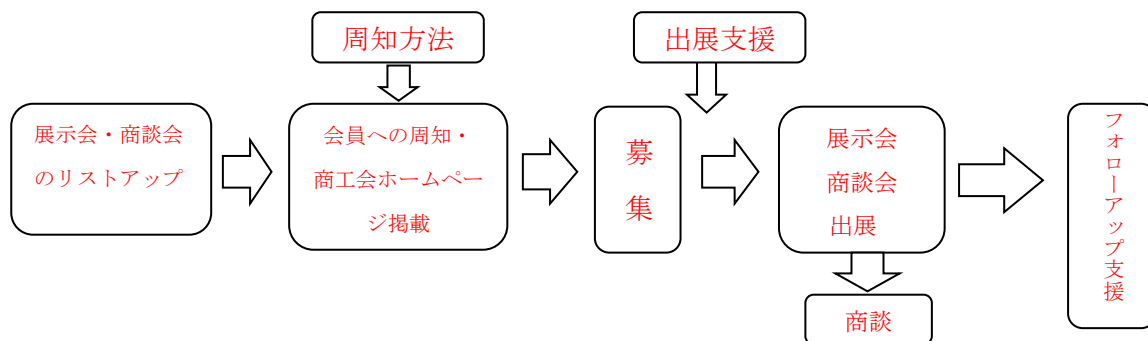 周知方法
出展支援
展示会・商談会
のリストアップ
会員への周知・
商工会ホームペー
ジ掲載
募
集
展示会
商談会
出展
フォローアップ支援
商談